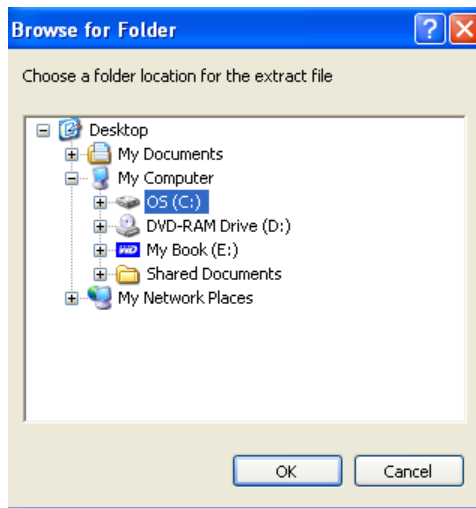 Browse for Folder
Choose a folder location for the extract file
Desktop
My Documents
My Computer
OS (C:)
DVD-RAM Drive (D:)
WD My Book (E:)
Shared Documents
My Network Places
OK Cancel